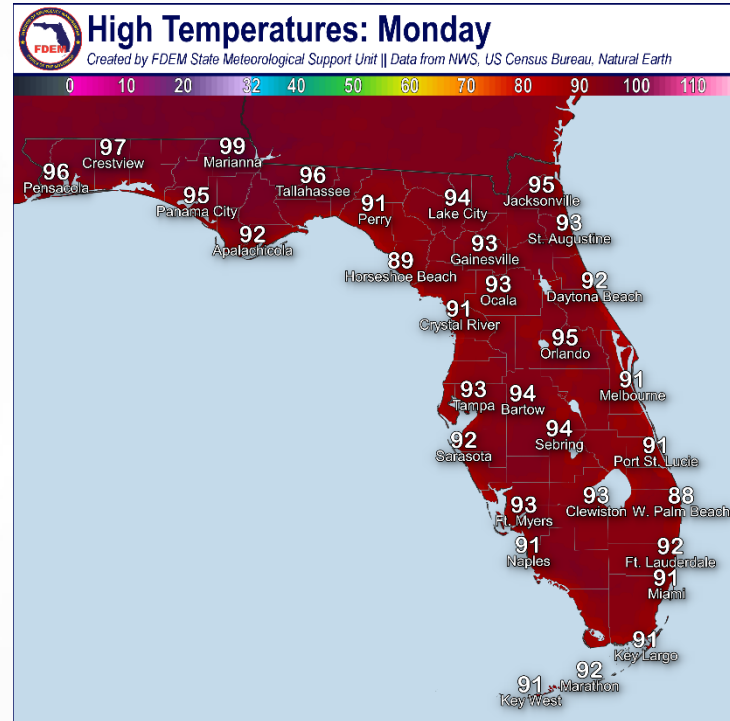 High Temperatures: Monday
Created by FDEM State Meteorological Support Unit || Data from NWS, US Census Bureau, Natural Earth
FDEM
0 10 20 32 40 50 60 70 80 90 100 110
97
Crestview
99
Marianna
96
Pensacola
96
Tallahassee
95
Panama City
95
Jacksonville
91
Perry
94
Lake City
92
Apalachicola
93
St. Augustine
93
Gainesville
89
Horseshoe Beach
93
Ocala
92
Daytona Beach
91
Crystal River
95
Orlando
91
Melbourne
93
Tampa
94
Bartow
94
Sebring
92
Sarasota
91
Port St. Lucie
93
Ft. Myers
93
Clewiston
88
W. Palm Beach
91
Naples
92
Ft. Lauderdale
91
Miami
91
Key Largo
92
Marathon
91
Key West